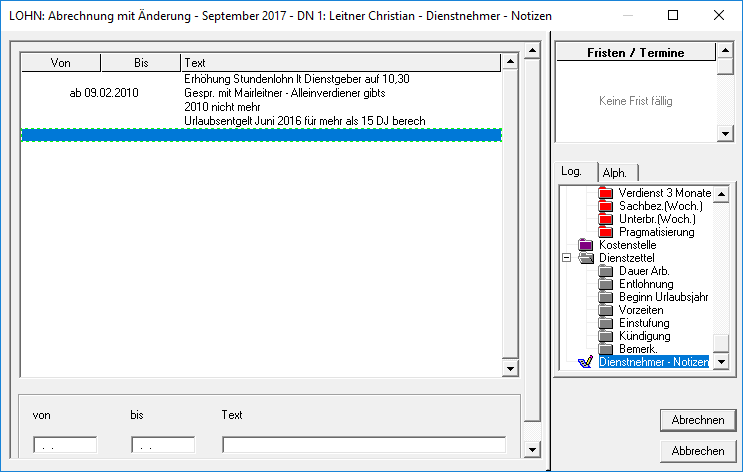 LOHN: Abrechnung mit Änderung - September 2017 - DN 1: Leitner Christian - Dienstnehmer - Notizen
Von Bis Text
Erhöhung Stundenlohn lt Dienstgeber auf 10,30
ab 09.02.2010 Gespr. mit Mairleitner - Alleinverdiener gibts
2010 nicht mehr
Urlaubsentgelt Juni 2016 für mehr als 15 DJ berech
von bis Text
. . . .
Fristen / Termine
Keine Frist fällig
Log. Alph.
Verdienst 3 Monate
Sachbez.(Woch.)
Unterbr.(Woch.)
Pragmatisierung
Kostenstelle
Dienstzettel
Dauer Arb.
Entlohnung
Beginn Urlaubsjahr
Vorzeiten
Einstufung
Kündigung
Bemerk.
Dienstnehmer - Notizen
Abrechnen
Abbrechen